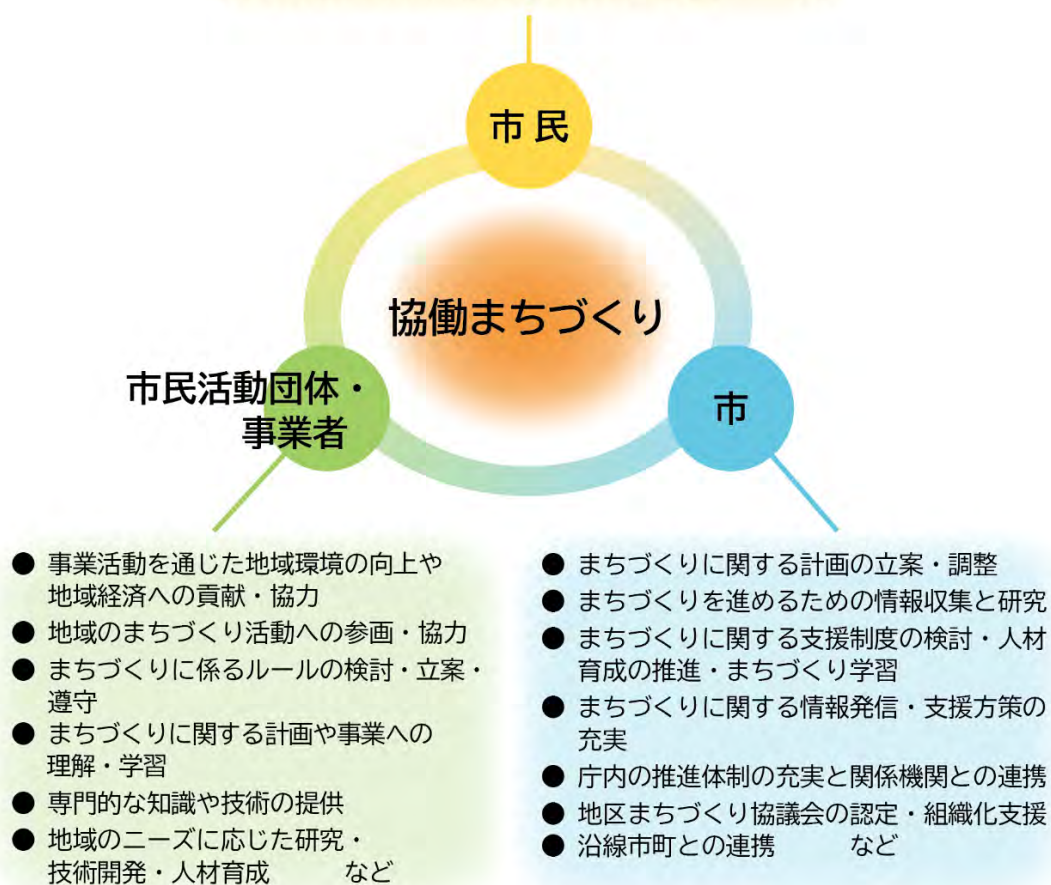 市民
協働まちづくり
市民活動団体・
事業者
市
● 事業活動を通じた地域環境の向上や
地域経済への貢献・協力
● 地域のまちづくり活動への参画・協力
● まちづくりに係るルールの検討・立案・
遵守
● まちづくりに関する計画や事業への
理解・学習
● 専門的な知識や技術の提供
● 地域のニーズに応じた研究・
技術開発・人材育成 など
● まちづくりに関する計画の立案・調整
● まちづくりを進めるための情報収集と研究
● まちづくりに関する支援制度の検討・人材
育成の推進・まちづくり学習
● まちづくりに関する情報発信・支援方策の
充実
● 庁内の推進体制の充実と関係機関との連携
● 地区まちづくり協議会の認定・組織化支援
● 沿線市町との連携 など